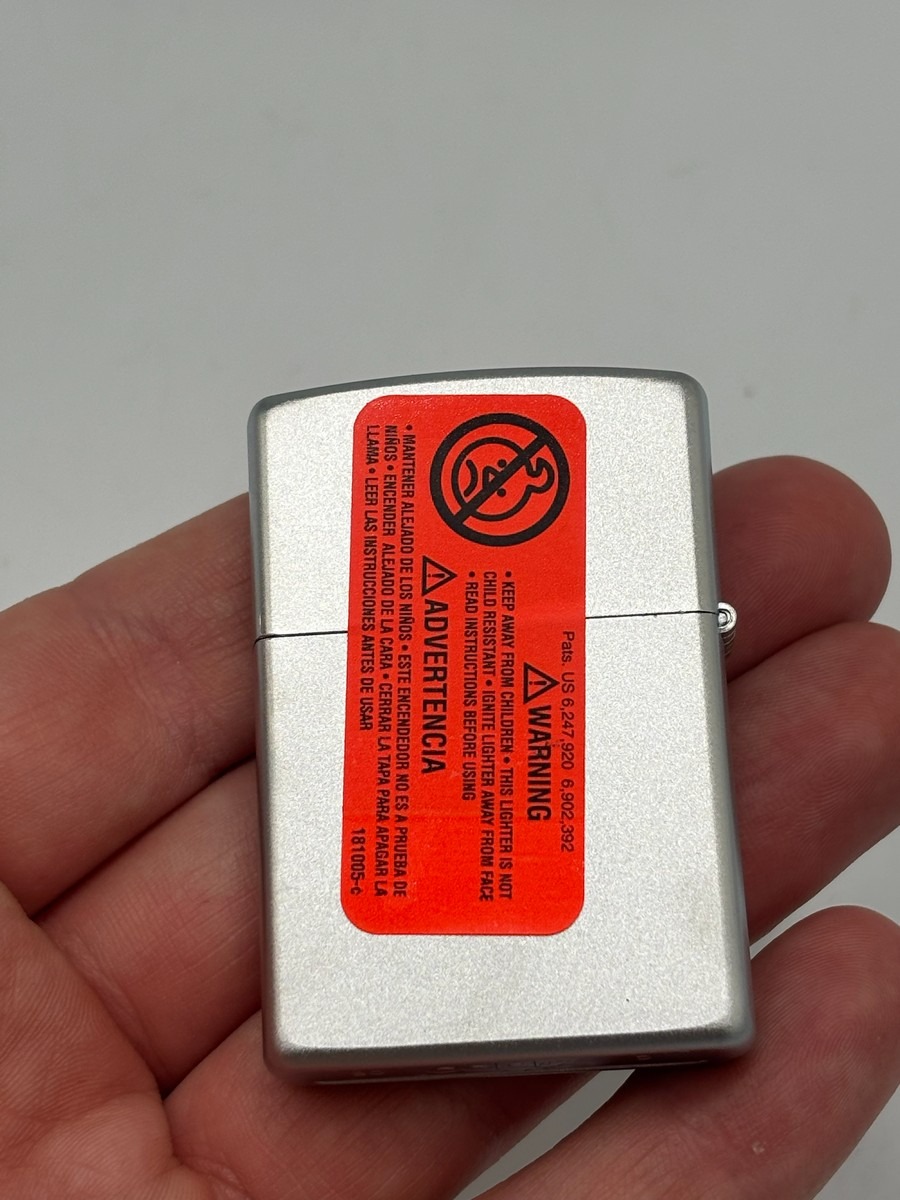 Pats. US 6,247,920 6,902,392
⚠WARNING
• KEEP AWAY FROM CHILDREN • THIS LIGHTER IS NOT
CHILD RESISTANT • IGNITE LIGHTER AWAY FROM FACE
• READ INSTRUCTIONS BEFORE USING
⚠ADVERTENCIA
• MANTENER ALEJADO DE LOS NIÑOS • ESTE ENCENDEDOR NO ES A PRUEBA DE
NIÑOS • ENCENDER ALEJADO DE LA CARA • CERRAR LA TAPA PARA APAGAR LA
LLAMA • LEER LAS INSTRUCCIONES ANTES DE USAR
181005-¢